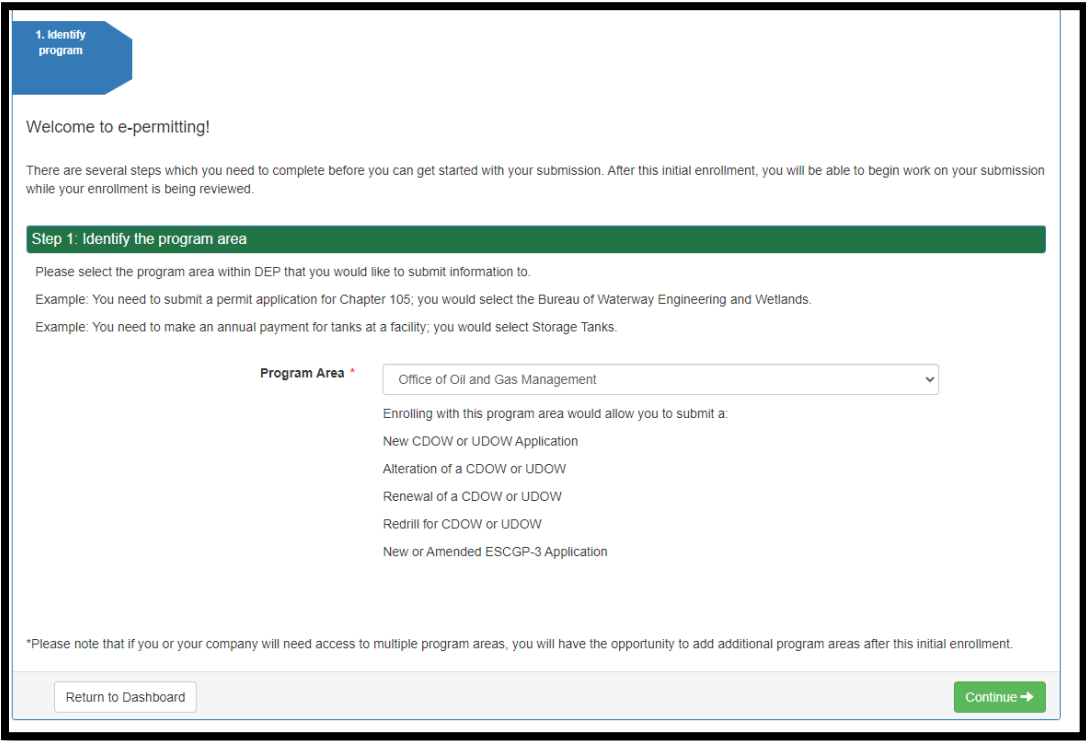 1. Identify
program
Welcome to e-permitting!
There are several steps which you need to complete before you can get started with your submission. After this initial enrollment, you will be able to begin work on your submission
while your enrollment is being reviewed.
Step 1: Identify the program area
Please select the program area within DEP that you would like to submit information to.
Example: You need to submit a permit application for Chapter 105; you would select the Bureau of Waterway Engineering and Wetlands.
Example: You need to make an annual payment for tanks at a facility; you would select Storage Tanks.
Program Area * Office of Oil and Gas Management
Enrolling with this program area would allow you to submit a:
New CDOW or UDOW Application
Alteration of a CDOW or UDOW
Renewal of a CDOW or UDOW
Redrill for CDOW or UDOW
New or Amended ESCGP-3 Application
*Please note that if you or your company will need access to multiple program areas, you will have the opportunity to add additional program areas after this initial enrollment.
Return to Dashboard Continue →